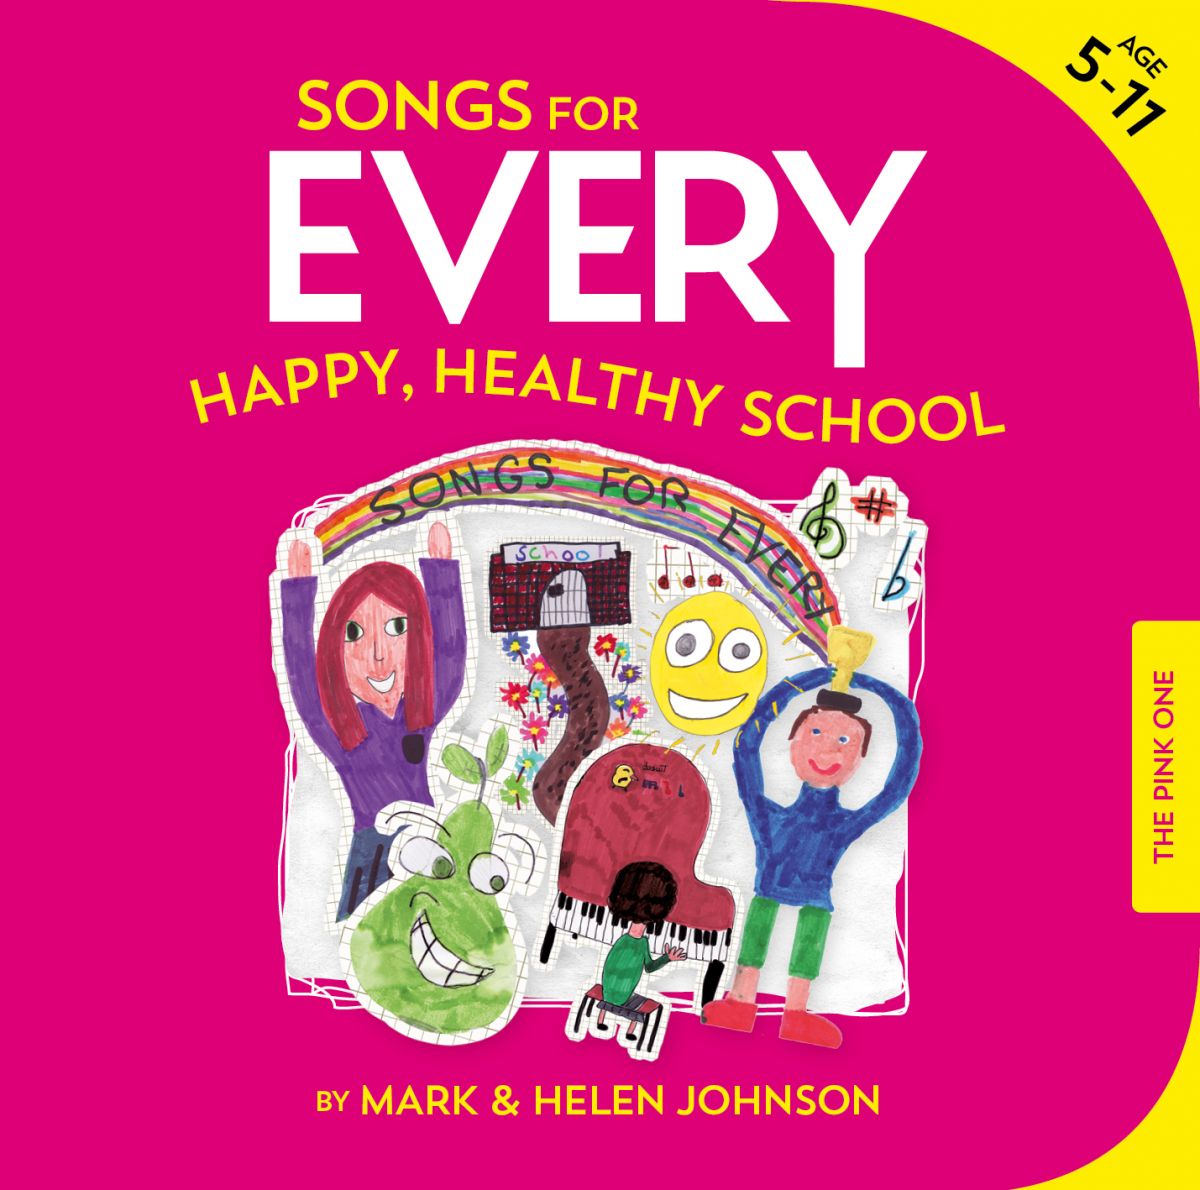 AGE
5-11
SONGS FOR
EVERY
HAPPY, HEALTHY SCHOOL
SONGS FOR EVERY
School
THE PINK ONE
BY MARK & HELEN JOHNSON